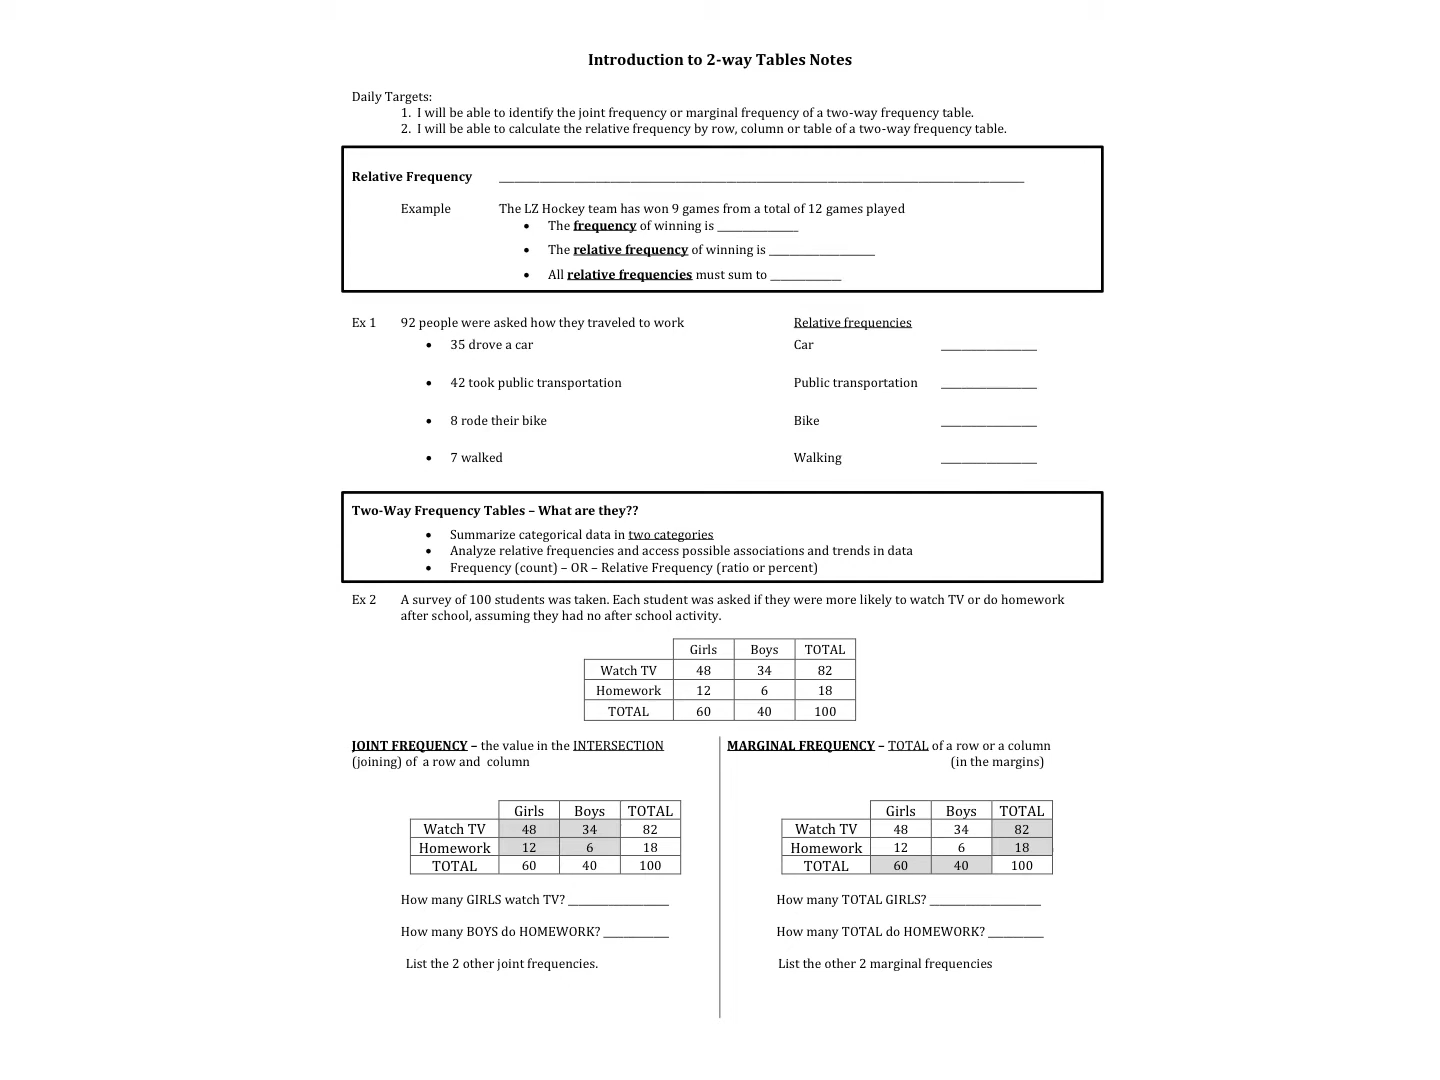 Introduction to 2-way Tables Notes
Daily Targets:
1. I will be able to identify the joint frequency or marginal frequency of a two-way frequency table.
2. I will be able to calculate the relative frequency by row, column or table of a two-way frequency table.
Relative Frequency ______________________________________________________________________________
Example The LZ Hockey team has won 9 games from a total of 12 games played
• The frequency of winning is ____________
• The relative frequency of winning is ________________
• All relative frequencies must sum to ___________
Ex 1 92 people were asked how they traveled to work Relative frequencies
• 35 drove a car Car ______________
• 42 took public transportation Public transportation ______________
• 8 rode their bike Bike ______________
• 7 walked Walking ______________
Two-Way Frequency Tables – What are they??
• Summarize categorical data in two categories
• Analyze relative frequencies and access possible associations and trends in data
• Frequency (count) – OR – Relative Frequency (ratio or percent)
Ex 2 A survey of 100 students was taken. Each student was asked if they were more likely to watch TV or do homework
after school, assuming they had no after school activity.
Girls Boys TOTAL
Watch TV 48 34 82
Homework 12 6 18
TOTAL 60 40 100
JOINT FREQUENCY – the value in the INTERSECTION
(joining) of a row and column
Girls Boys TOTAL
Watch TV 48 34 82
Homework 12 6 18
TOTAL 60 40 100
How many GIRLS watch TV? _______________
How many BOYS do HOMEWORK? __________
List the 2 other joint frequencies.
MARGINAL FREQUENCY – TOTAL of a row or a column
(in the margins)
Girls Boys TOTAL
Watch TV 48 34 82
Homework 12 6 18
TOTAL 60 40 100
How many TOTAL GIRLS? _________________
How many TOTAL do HOMEWORK? ________
List the other 2 marginal frequencies